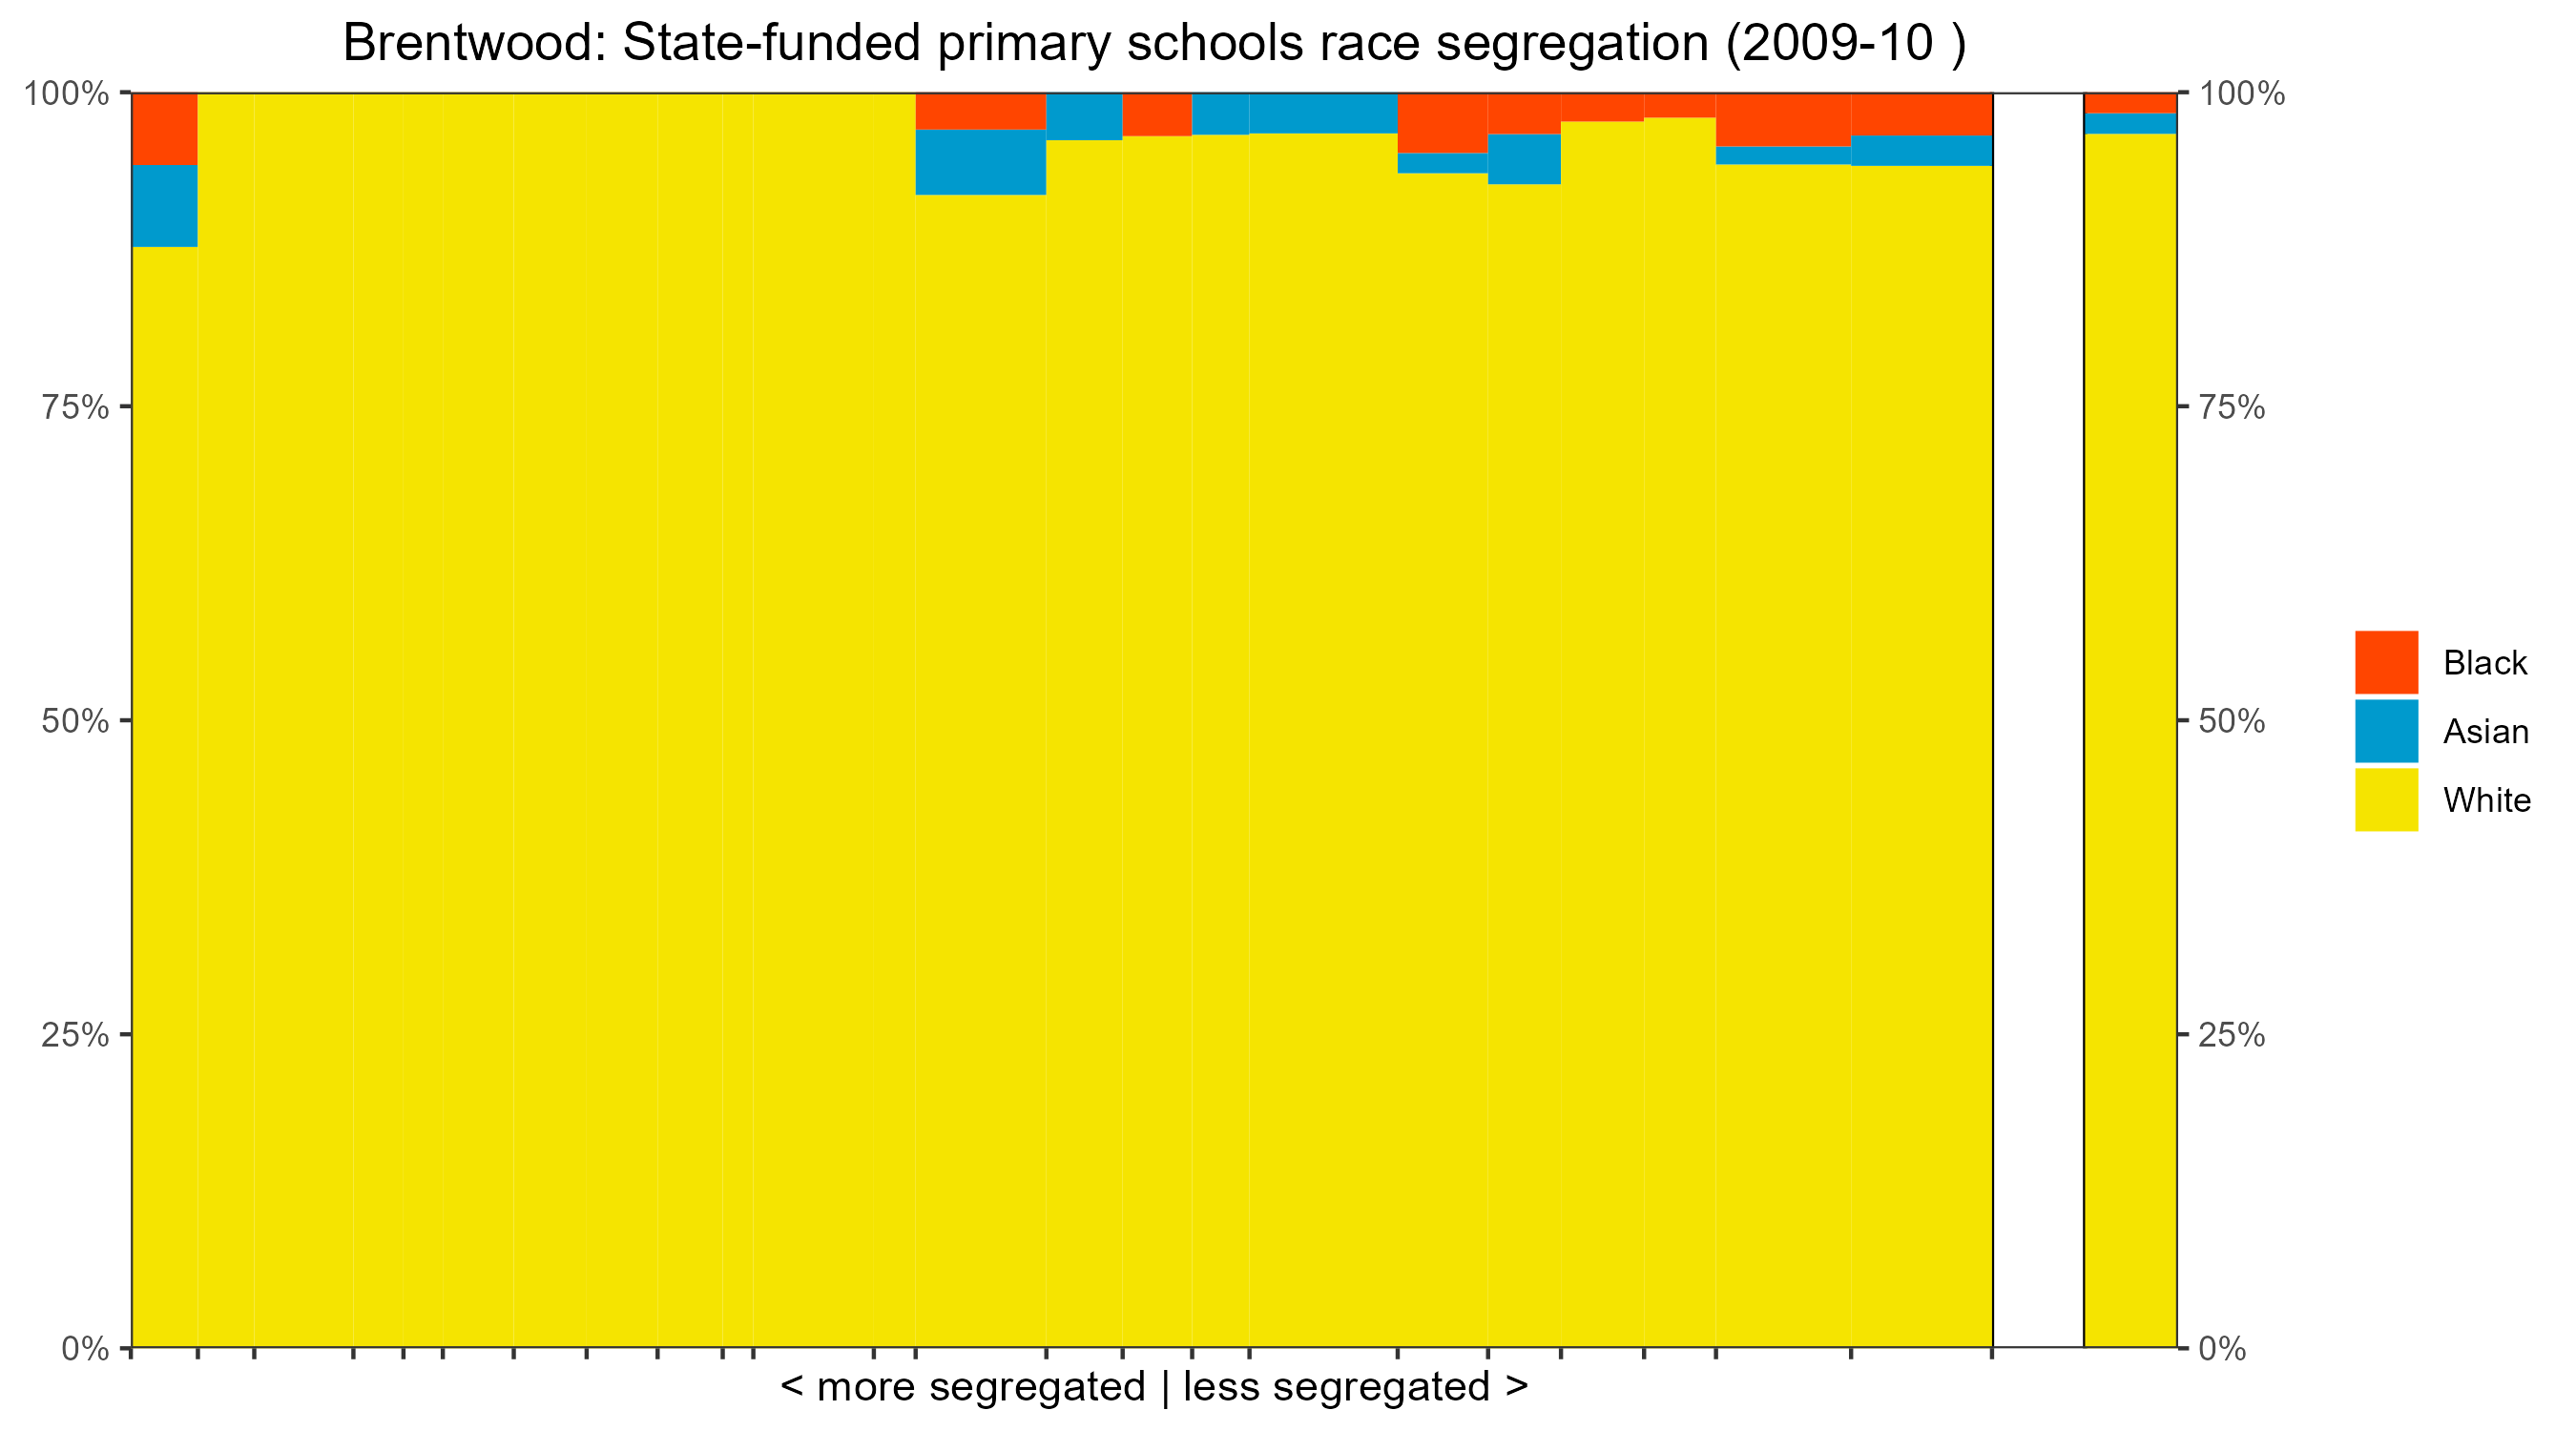 Brentwood: State-funded primary schools race segregation (2009-10 )
100%
100%
75%
75%
50%
50%
25%
25%
0%
0%
Black
Asian
White
< more segregated | less segregated >